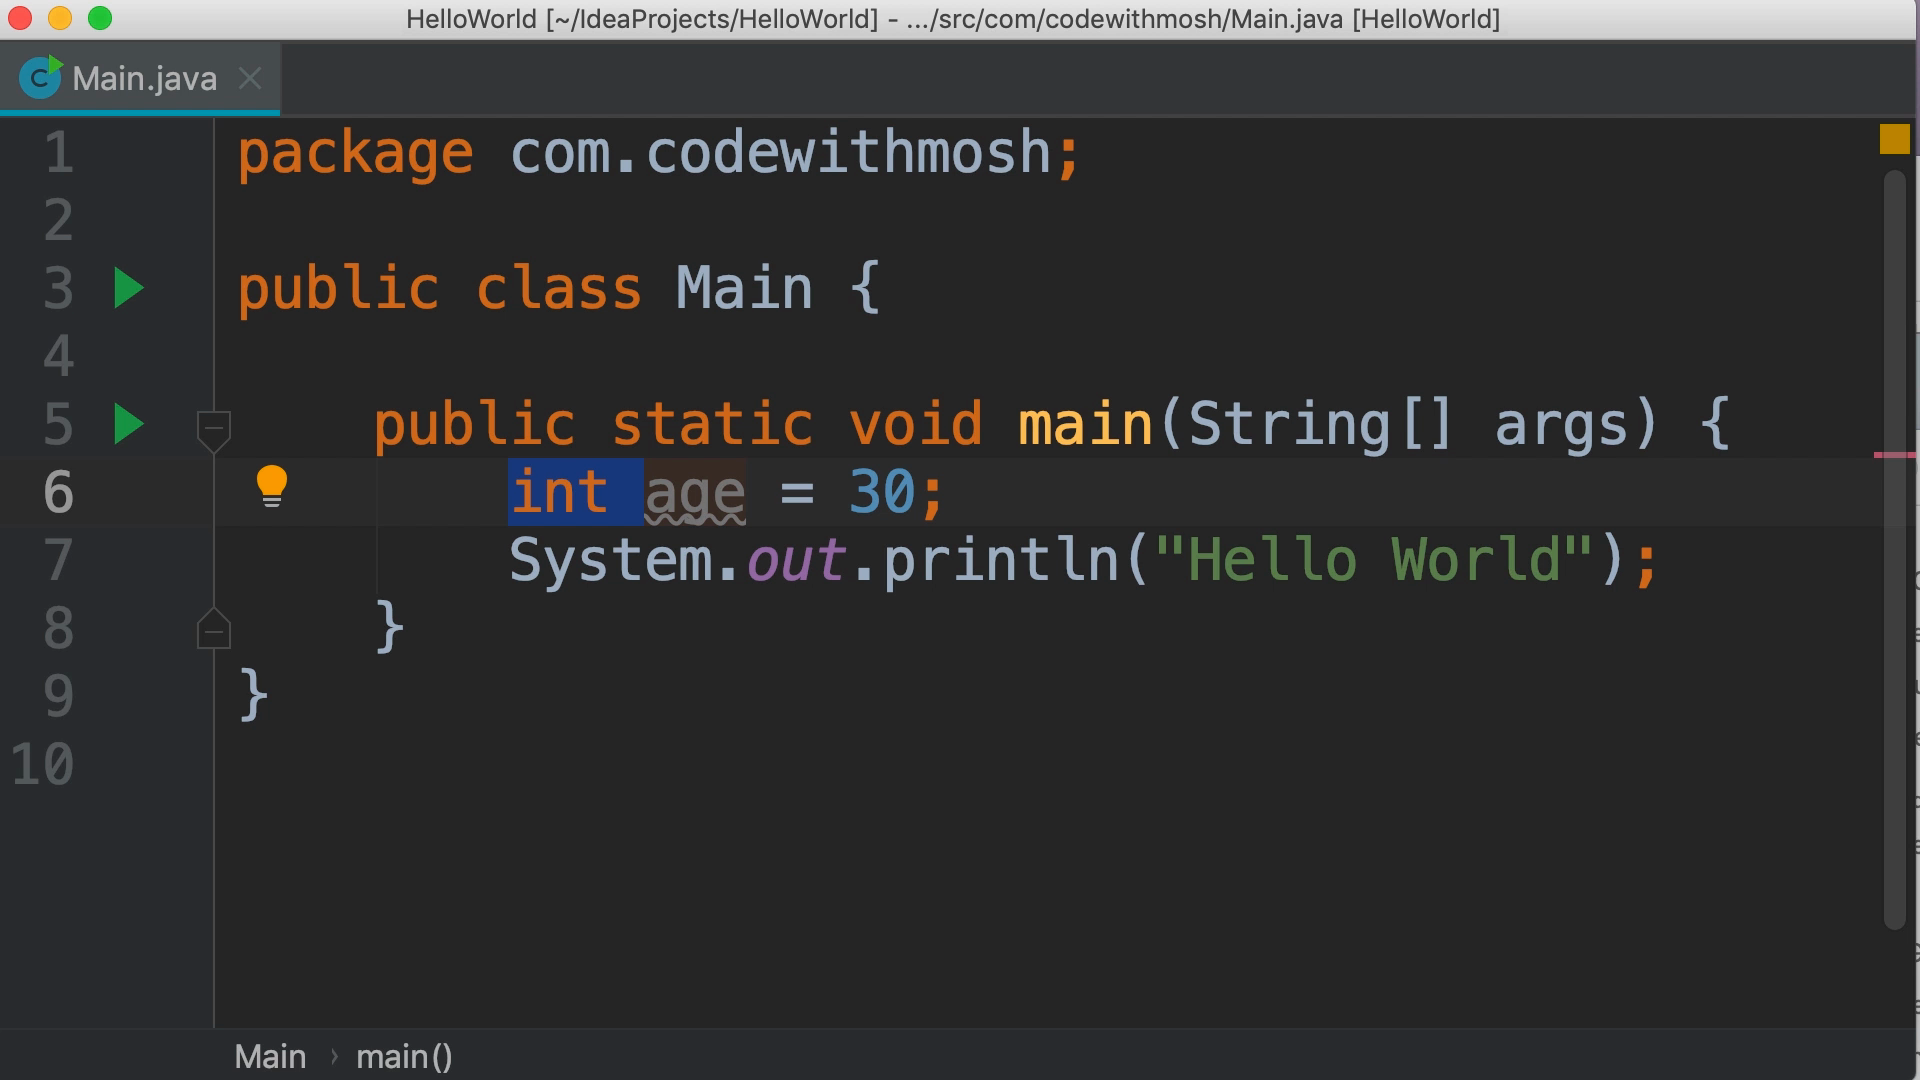 HelloWorld [~/IdeaProjects/HelloWorld] - .../src/com/codewithmosh/Main.java [HelloWorld]
Main.java
1 package com.codewithmosh;
2
3 public class Main {
4
5 public static void main(String[] args) {
6 int age = 30;
7 System.out.println("Hello World");
8 }
9 }
10
Main › main()